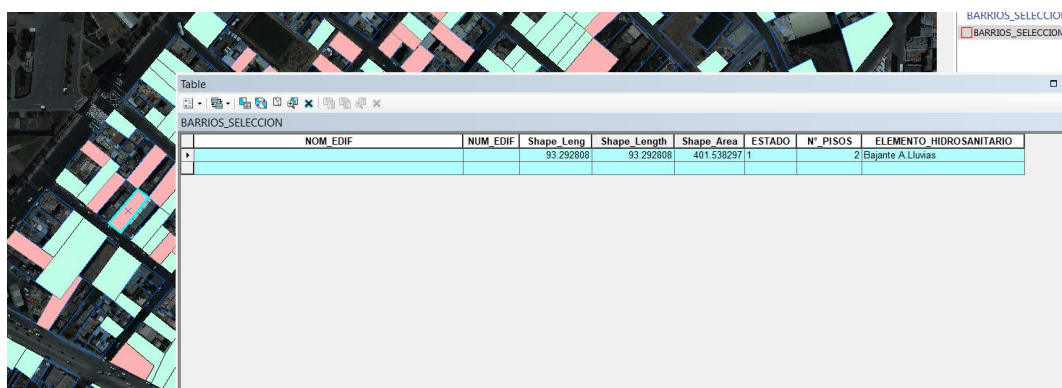 BARRIOS_SELECCION
BARRIOS_SELECCION
Table
BARRIOS_SELECCION
NOM_EDIF NUM_EDIF Shape_Leng Shape_Length Shape_Area ESTADO N°_PISOS ELEMENTO_HIDROSANITARIO
93.292808 93.292808 401.538297 1 2 Bajante A.Lluvias